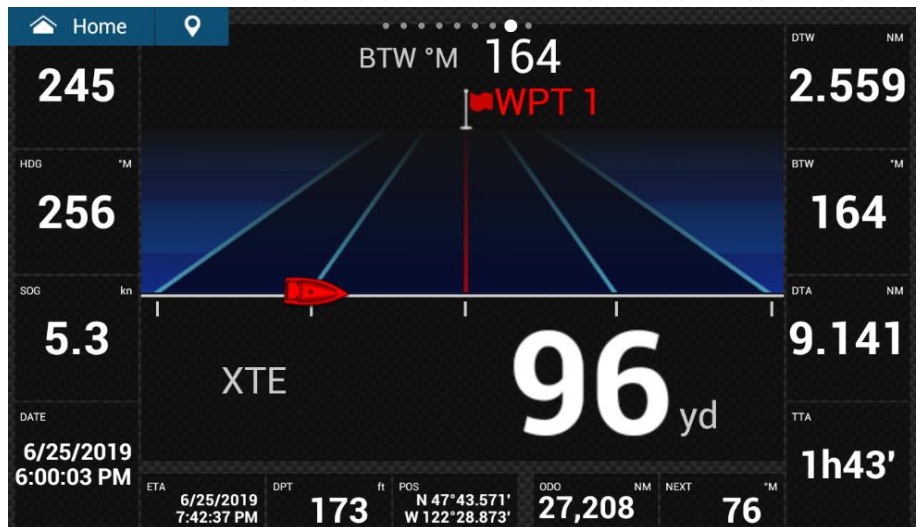 Home
BTW °M 164
WPT 1
245
HDG °M
256
SOG kn
5.3
DATE
6/25/2019
6:00:03 PM
XTE 96 yd
DTW NM
2.559
BTW °M
164
DTA NM
9.141
TTA
1h43'
ETA
6/25/2019
7:42:37 PM
DPT ft
173
POS
N 47°43.571'
W 122°28.873'
ODO NM
27,208
NEXT °M
76